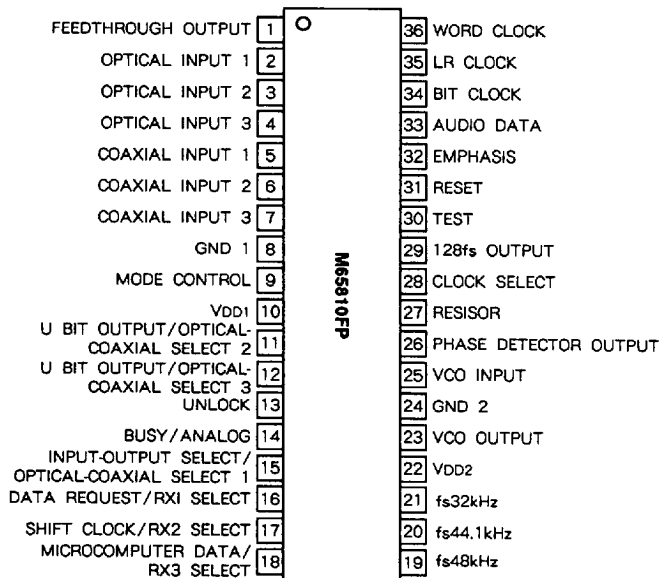 FEEDTHROUGH OUTPUT 1
OPTICAL INPUT 1 2
OPTICAL INPUT 2 3
OPTICAL INPUT 3 4
COAXIAL INPUT 1 5
COAXIAL INPUT 2 6
COAXIAL INPUT 3 7
GND 1 8
MODE CONTROL 9
VDD1 10
U BIT OUTPUT/OPTICAL-
COAXIAL SELECT 2 11
U BIT OUTPUT/OPTICAL-
COAXIAL SELECT 3 12
UNLOCK 13
BUSY/ANALOG 14
INPUT-OUTPUT SELECT/
OPTICAL-COAXIAL SELECT 1 15
DATA REQUEST/RX1 SELECT 16
SHIFT CLOCK/RX2 SELECT 17
MICROCOMPUTER DATA/
RX3 SELECT 18
M65810FP
36 WORD CLOCK
35 LR CLOCK
34 BIT CLOCK
33 AUDIO DATA
32 EMPHASIS
31 RESET
30 TEST
29 128fs OUTPUT
28 CLOCK SELECT
27 RESISOR
26 PHASE DETECTOR OUTPUT
25 VCO INPUT
24 GND 2
23 VCO OUTPUT
22 VDD2
21 fs32kHz
20 fs44.1kHz
19 fs48kHz